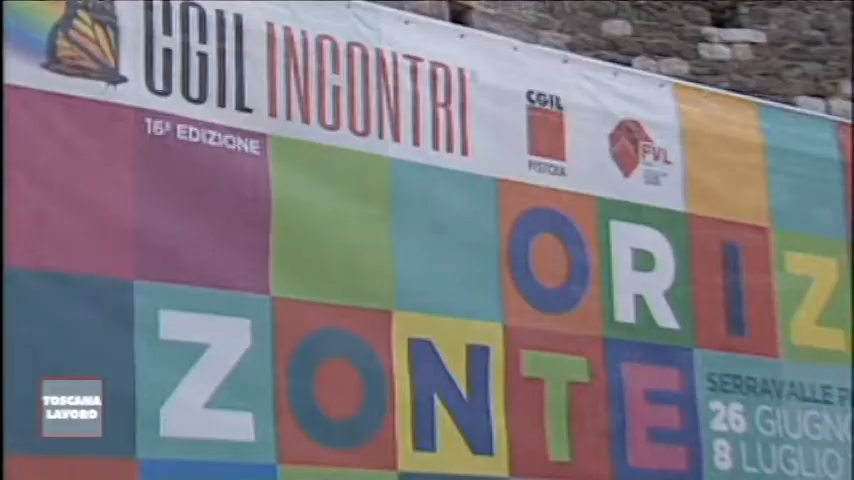 CGIL INCONTRI
16ª EDIZIONE
CGIL
PISTOIA
FVL
ORIZ
ZONTE
SERRAVALLE
26 GIUGNO
8 LUGLIO
TOSCANA
LAVORO